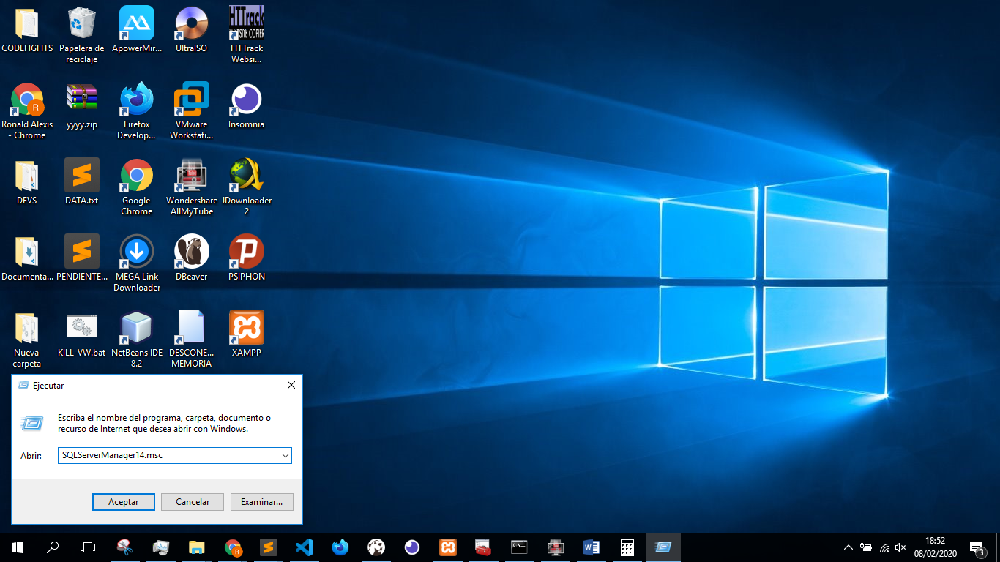 CODEFIGHTS
Papelera de
reciclaje
ApowerMir...
UltraISO
HTTrack
WEBSITE COPIER
HTTrack
Websi...
R
Ronald Alexis
- Chrome
yyyy.zip
Firefox
Develop...
VMware
Workstati...
Insomnia
DEVS
DATA.txt
Google
Chrome
Tube
Wondershare
AllMyTube
JDownloader
2
Documenta...
PENDIENTE...
MEGA Link
Downloader
DBeaver
PSIPHON
Nueva
carpeta
KILL-VW.bat
NetBeans IDE
8.2
DESCONE...
MEMORIA
XAMPP
Ejecutar
Escriba el nombre del programa, carpeta, documento o
recurso de Internet que desea abrir con Windows.
Abrir:
SQLServerManager14.msc
Aceptar
Cancelar
Examinar...
R
18:52
08/02/2020
3